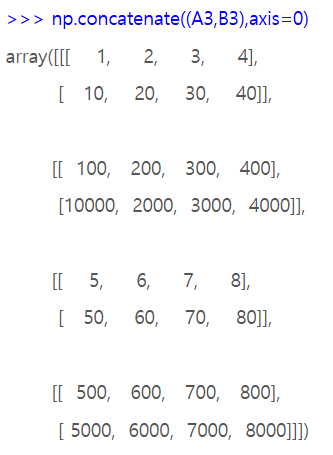 >>> np.concatenate((A3,B3),axis=0)
array([[[ 1, 2, 3, 4],
[ 10, 20, 30, 40]],
[[ 100, 200, 300, 400],
[10000, 2000, 3000, 4000]],
[[ 5, 6, 7, 8],
[ 50, 60, 70, 80]],
[[ 500, 600, 700, 800],
[ 5000, 6000, 7000, 8000]]])